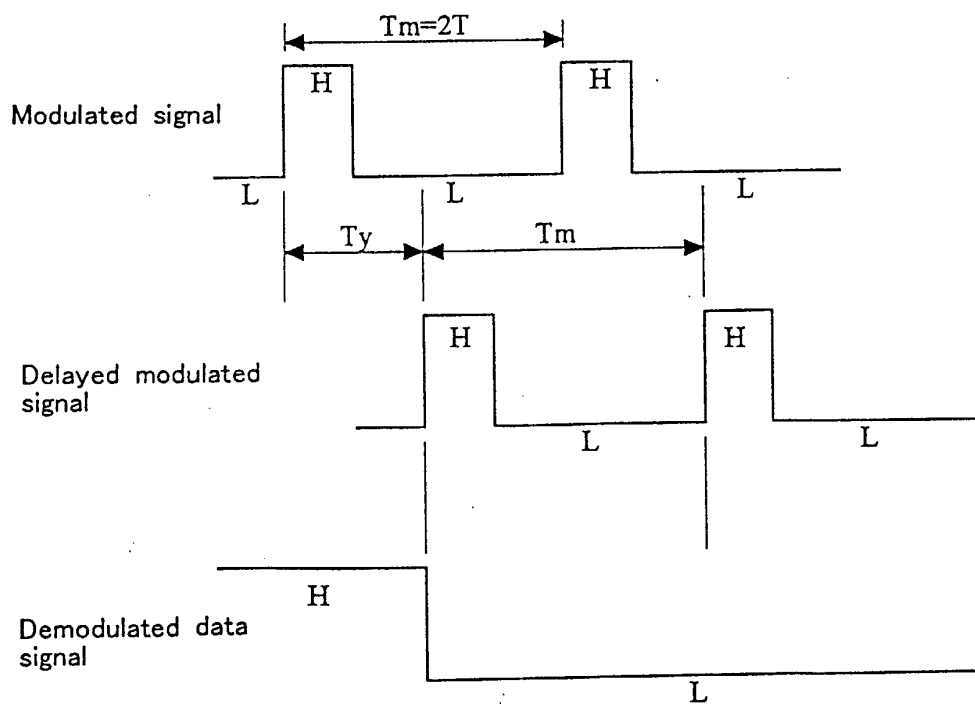 Tm=2T
H
H
Modulated signal
L
L
L
Ty
Tm
H
H
Delayed modulated
signal
L
L
H
Demodulated data
signal
L